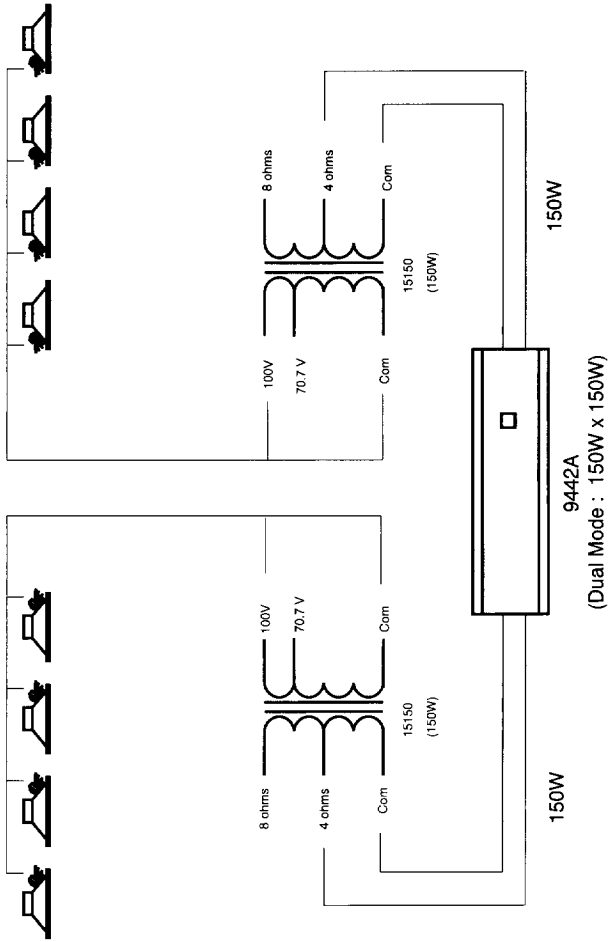 8 ohms
4 ohms
Com
15150
(150W)
100V
70.7 V
Com
150W
100V
70.7 V
Com
15150
(150W)
8 ohms
4 ohms
Com
150W
9442A
(Dual Mode : 150W x 150W)